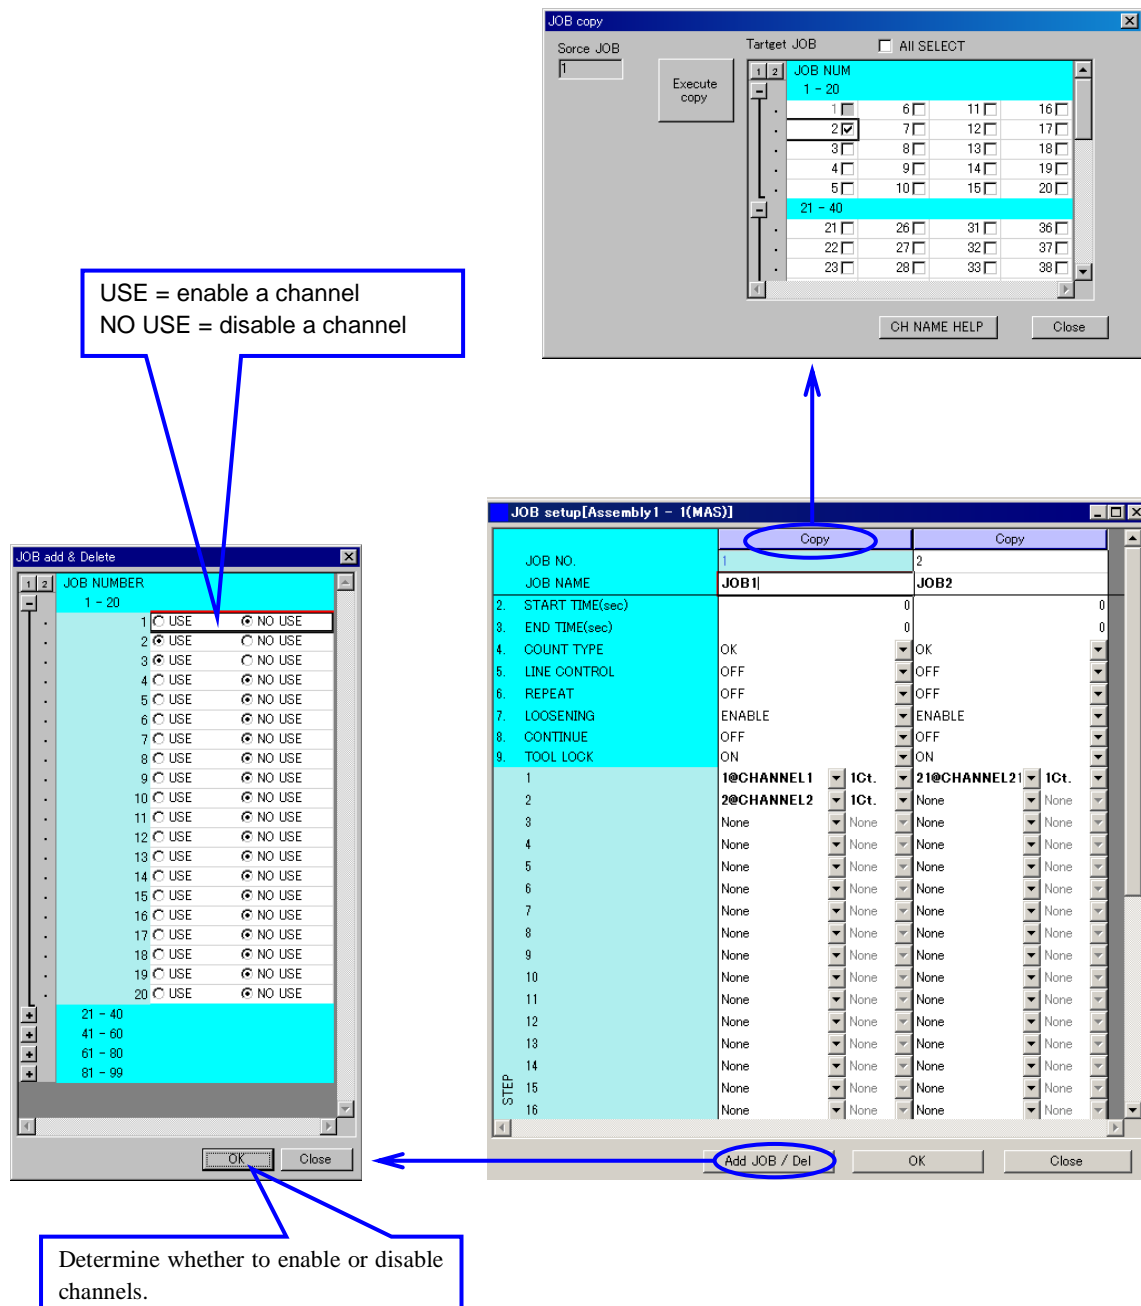 JOB copy
Sorce JOB
Tartget JOB
All SELECT
1
Execute
copy
1 2 JOB NUM
1 - 20
1 6 11 16
2 7 12 17
3 8 13 18
4 9 14 19
5 10 15 20
21 - 40
21 26 31 36
22 27 32 37
23 28 33 38
CH NAME HELP
Close
USE = enable a channel
NO USE = disable a channel
JOB add & Delete
1 2 JOB NUMBER
1 - 20
1 USE NO USE
2 USE NO USE
3 USE NO USE
4 USE NO USE
5 USE NO USE
6 USE NO USE
7 USE NO USE
8 USE NO USE
9 USE NO USE
10 USE NO USE
11 USE NO USE
12 USE NO USE
13 USE NO USE
14 USE NO USE
15 USE NO USE
16 USE NO USE
17 USE NO USE
18 USE NO USE
19 USE NO USE
20 USE NO USE
21 - 40
41 - 60
61 - 80
81 - 99
OK
Close
JOB setup[Assembly1 - 1(MAS)]
Copy Copy
JOB NO. 1 2
JOB NAME JOB1 JOB2
2. START TIME(sec) 0 0
3. END TIME(sec) 0 0
4. COUNT TYPE OK OK
5. LINE CONTROL OFF OFF
6. REPEAT OFF OFF
7. LOOSENING ENABLE ENABLE
8. CONTINUE OFF OFF
9. TOOL LOCK ON ON
1 1@CHANNEL1 1Ct. 21@CHANNEL21 1Ct.
2 2@CHANNEL2 1Ct. None None
3 None None None None
4 None None None None
5 None None None None
6 None None None None
7 None None None None
8 None None None None
9 None None None None
10 None None None None
11 None None None None
12 None None None None
13 None None None None
14 None None None None
15 None None None None
16 None None None None
STEP
Add JOB / Del
OK
Close
Determine whether to enable or disable
channels.